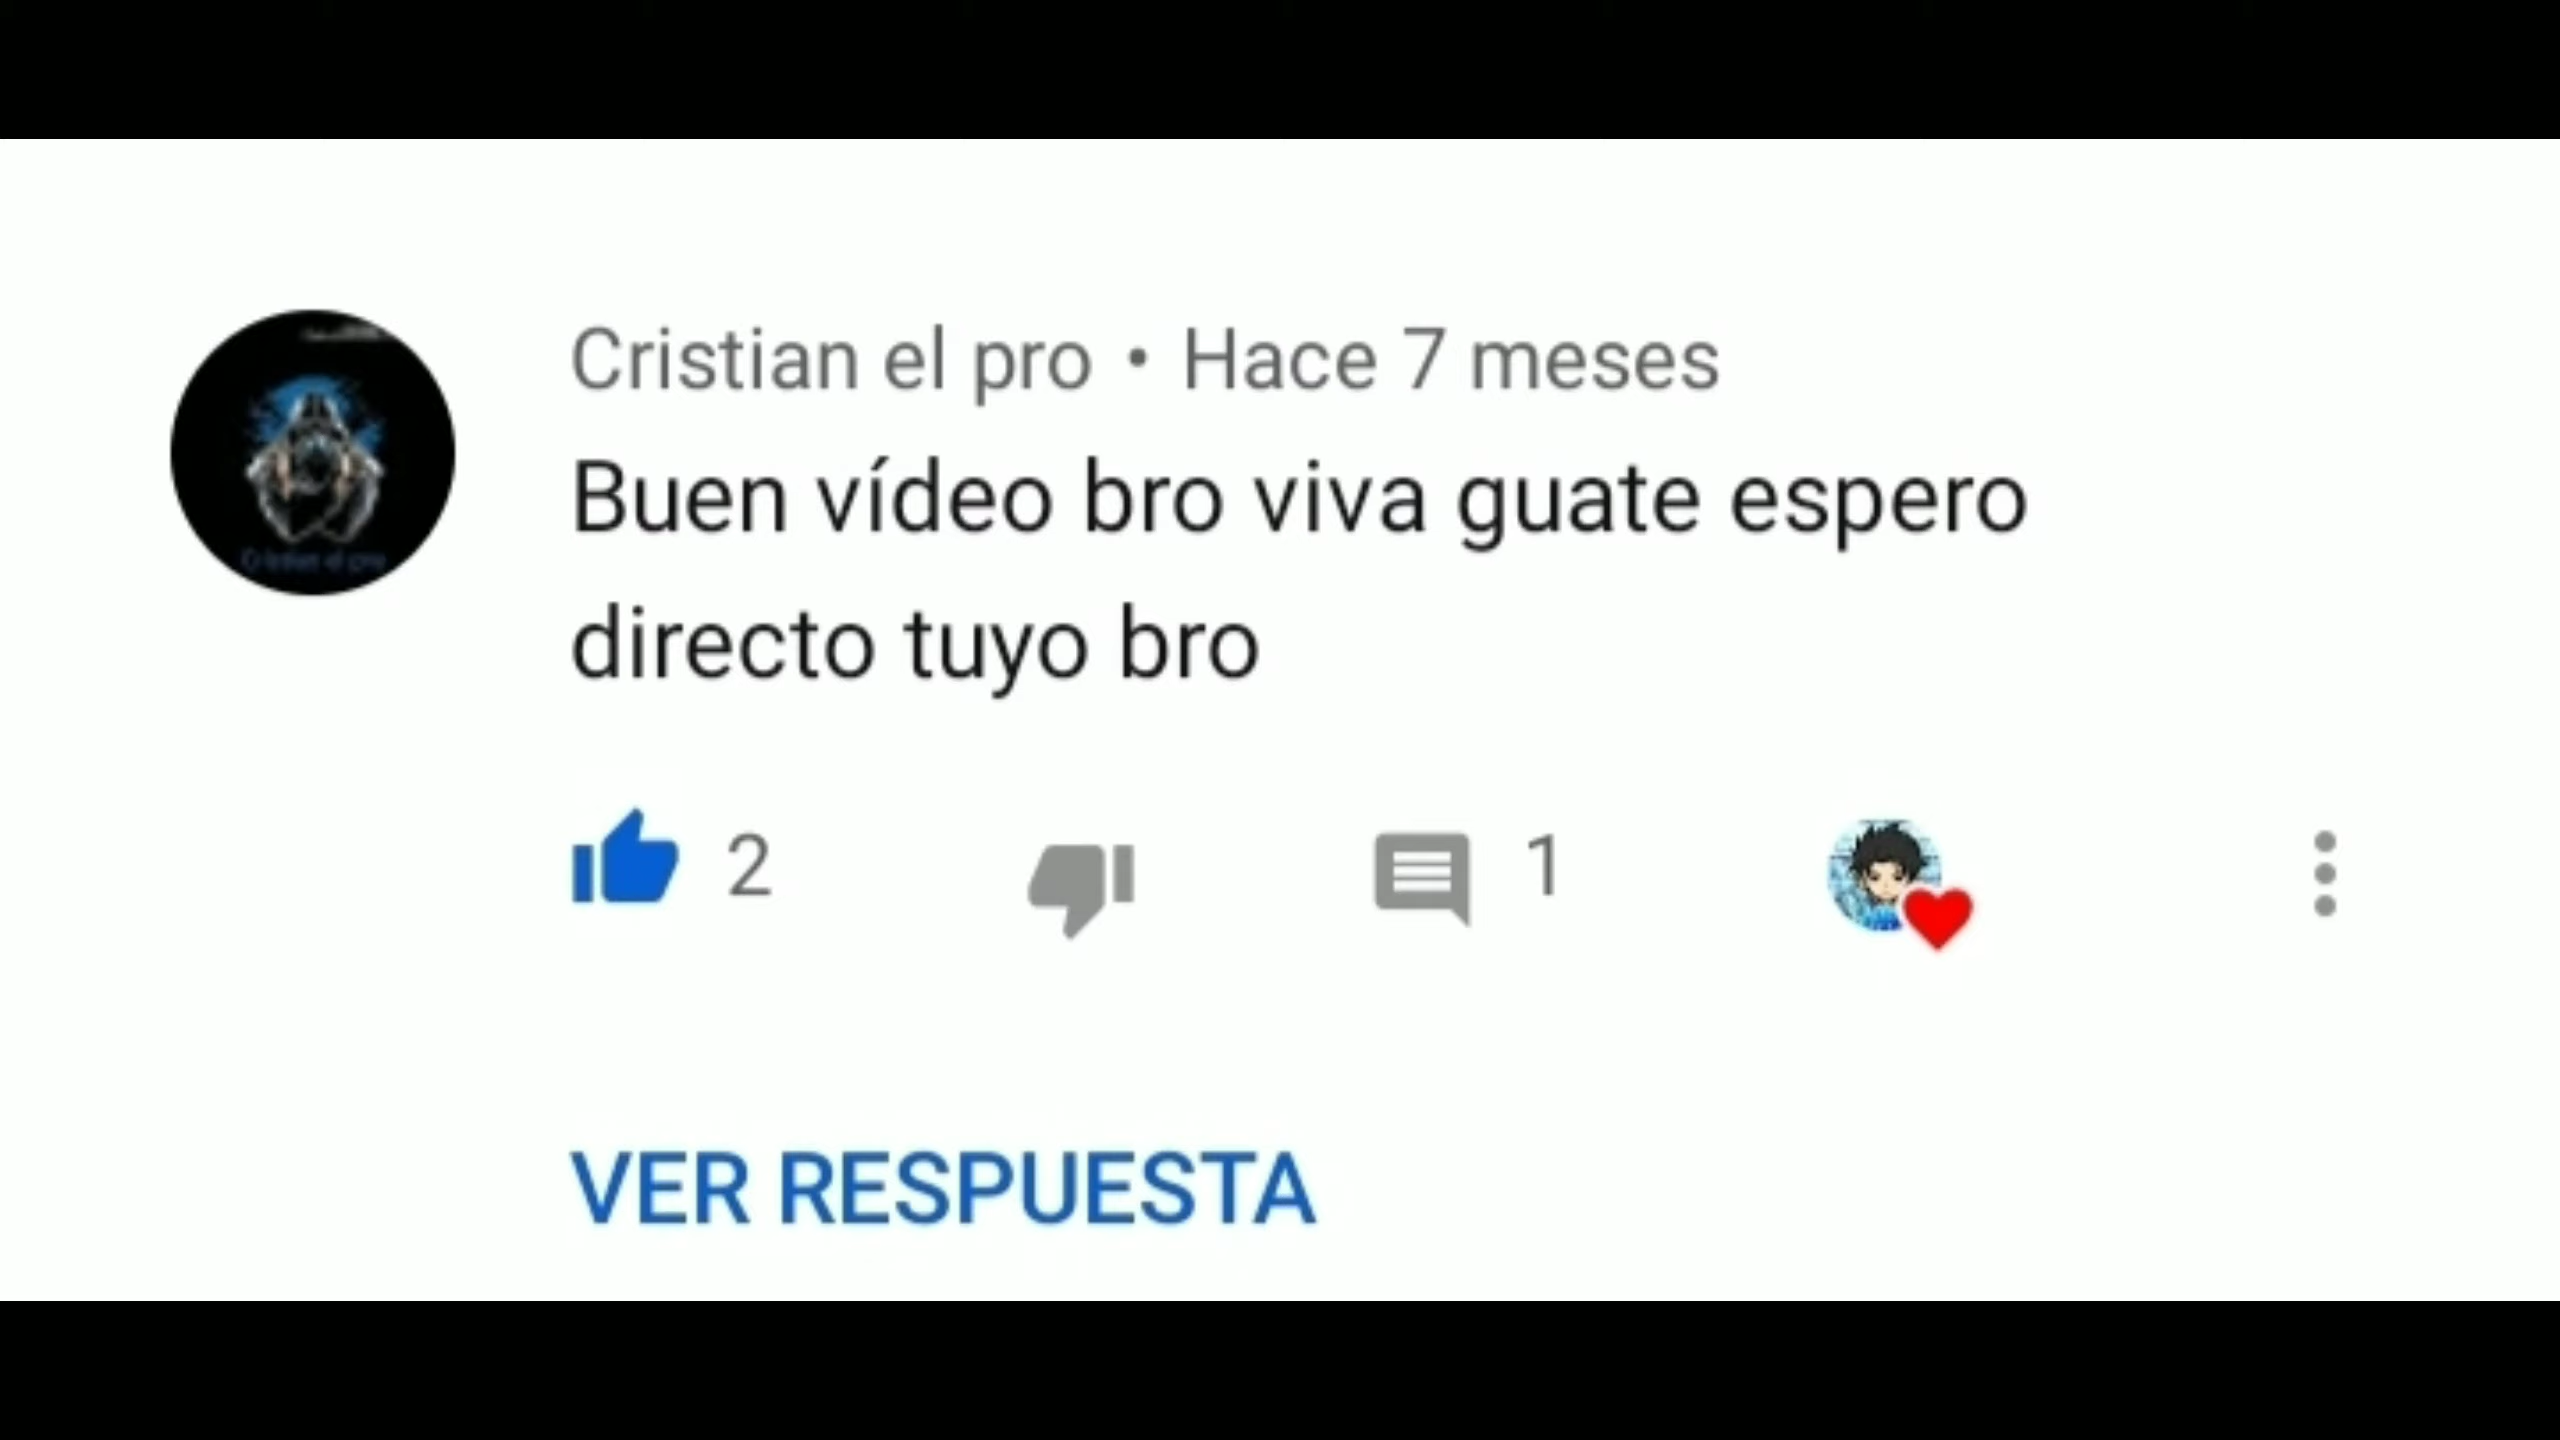 Cristian el pro • Hace 7 meses
Buen vídeo bro viva guate espero
directo tuyo bro
2
1
VER RESPUESTA